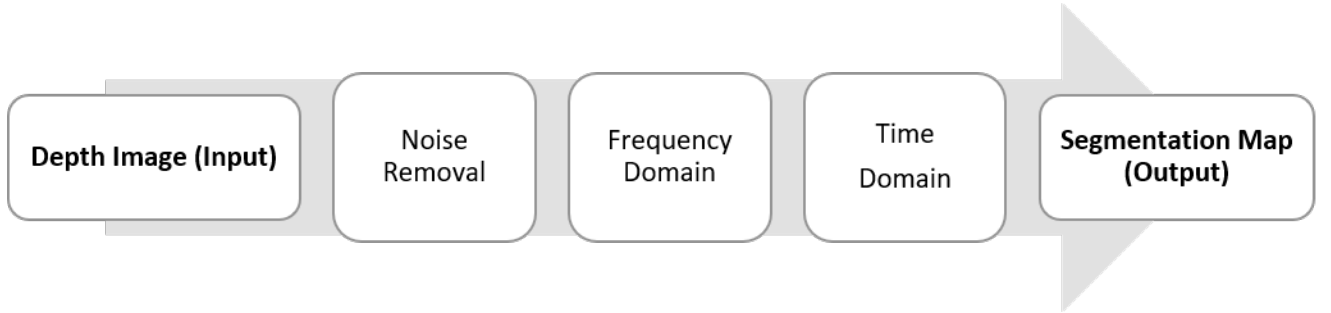 Depth Image (Input)
Noise
Removal
Frequency
Domain
Time
Domain
Segmentation Map
(Output)